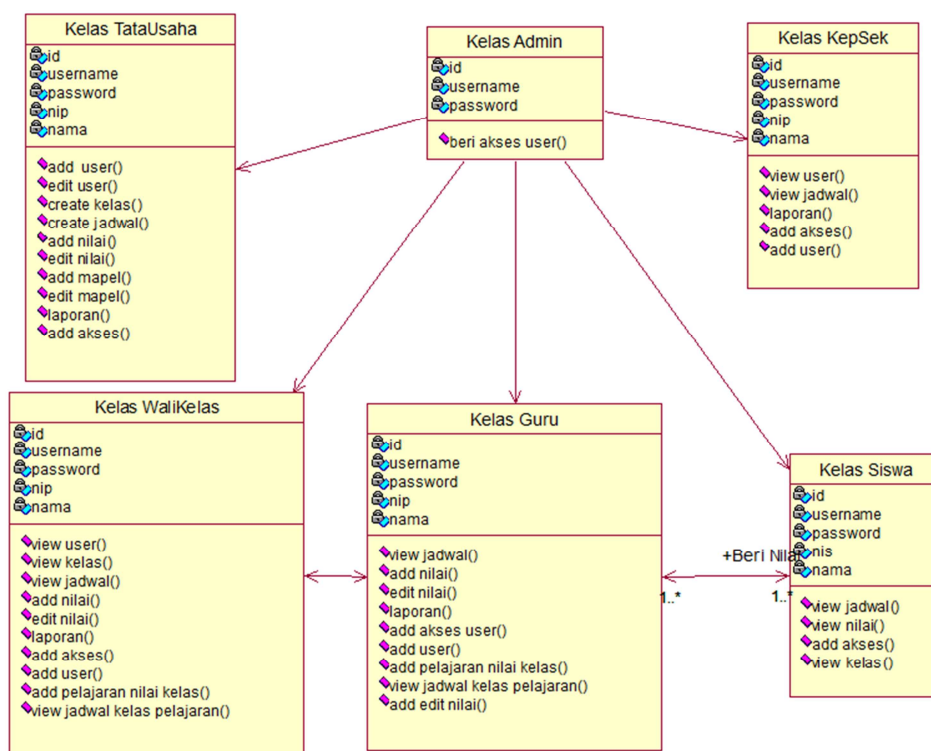 Kelas TataUsaha
id
username
password
nip
nama
add user()
edit user()
create kelas()
create jadwal()
add nilai()
edit nilai()
add mapel()
edit mapel()
laporan()
add akses()
Kelas Admin
id
username
password
beri akses user()
Kelas KepSek
id
username
password
nip
nama
view user()
view jadwal()
laporan()
add akses()
add user()
Kelas WaliKelas
id
username
password
nip
nama
view user()
view kelas()
view jadwal()
add nilai()
edit nilai()
laporan()
add akses()
add user()
add pelajaran nilai kelas()
view jadwal kelas pelajaran()
Kelas Guru
id
username
password
nip
nama
view jadwal()
add nilai()
edit nilai()
laporan()
add akses user()
add user()
add pelajaran nilai kelas()
view jadwal kelas pelajaran()
add edit nilai()
+Beri Nilai
1..*
1..*
Kelas Siswa
id
username
password
nis
nama
view jadwal()
view nilai()
add akses()
view kelas()